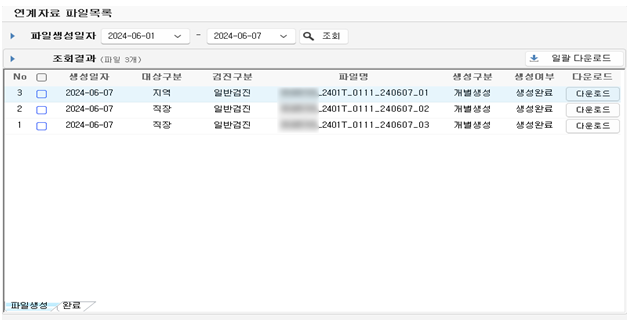 연계자료 파일목록
파일생성일자 2024-06-01 - 2024-06-07 조회
조회결과 (파일 3개) 일괄 다운로드
No 생성일자 대상구분 검진구분 파일명 생성구분 생성여부 다운로드
3 2024-06-07 지역 일반검진 _2401T_0111_240607_01 개별생성 생성완료 다운로드
2 2024-06-07 직장 일반검진 _2401T_0111_240607_02 개별생성 생성완료 다운로드
1 2024-06-07 직장 일반검진 _2401T_0111_240607_03 개별생성 생성완료 다운로드
파일생성 완료